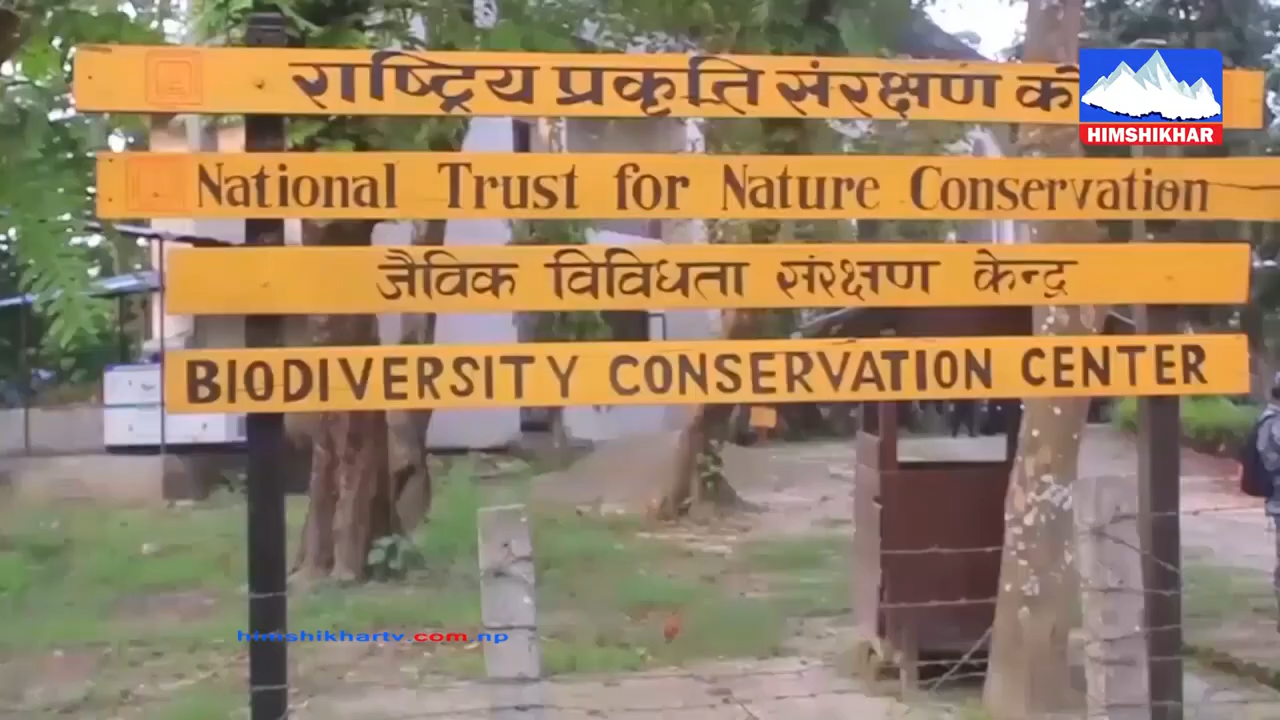 राष्ट्रिय प्रकृति संरक्षण
HIMSHIKHAR
National Trust for Nature Conservation
जैविक विविधता संरक्षण केन्द्र
BIODIVERSITY CONSERVATION CENTER
himshikhartv.com.np